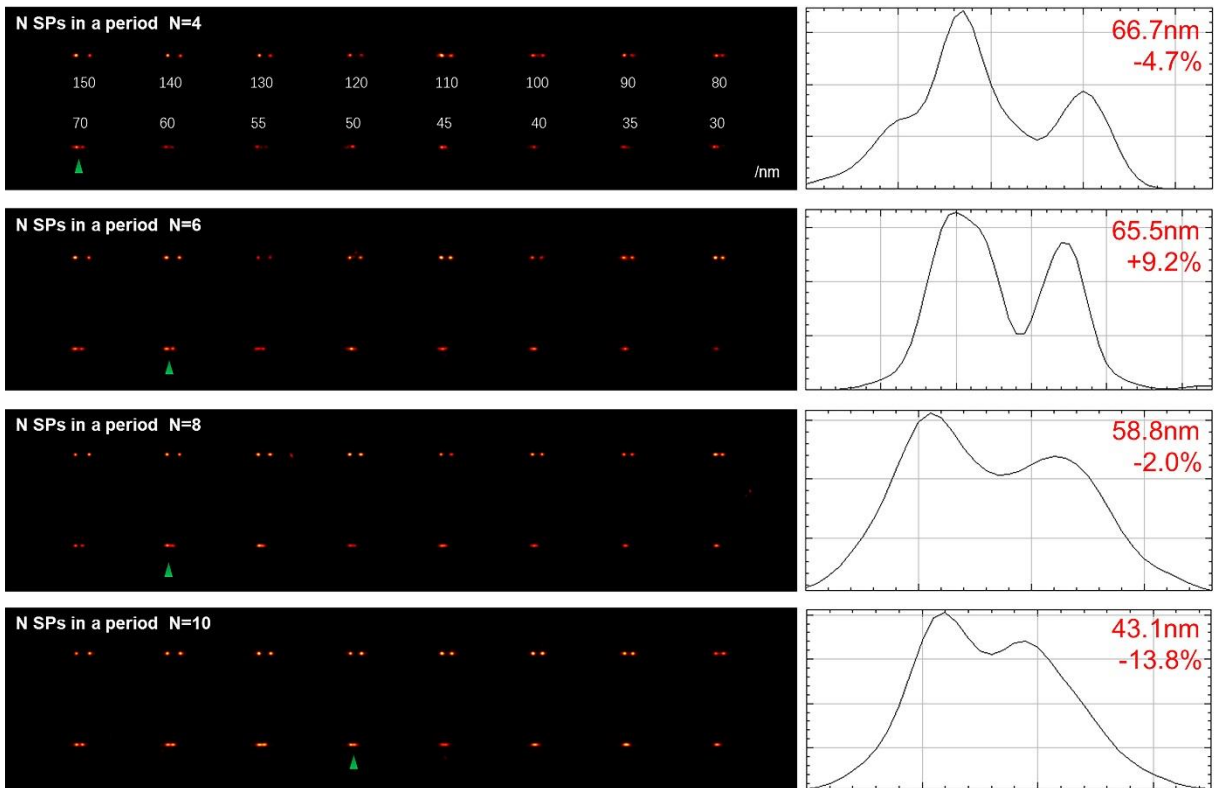 N SPs in a period N=4
150 140 130 120 110 100 90 80
70 60 55 50 45 40 35 30
/nm
66.7nm
-4.7%
N SPs in a period N=6
65.5nm
+9.2%
N SPs in a period N=8
58.8nm
-2.0%
N SPs in a period N=10
43.1nm
-13.8%